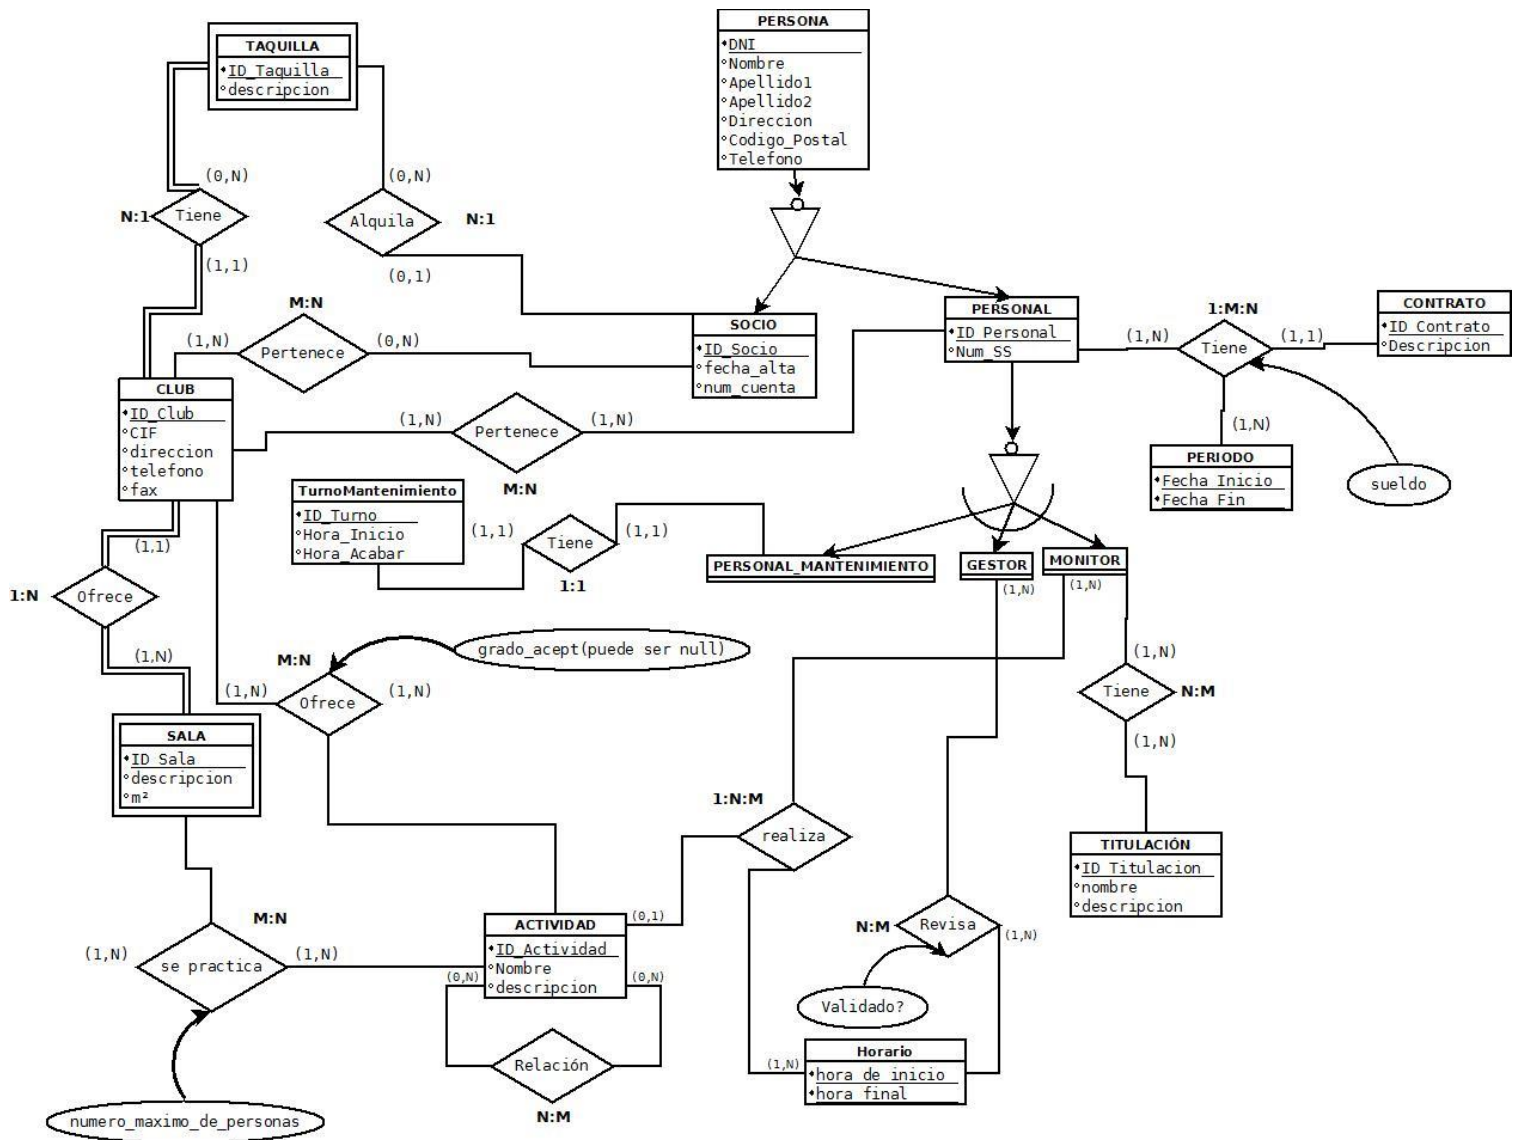 TAQUILLA
ID_Taquilla
descripcion
PERSONA
DNI
Nombre
Apellido1
Apellido2
Direccion
Codigo_Postal
Telefono
(0,N)
N:1
Tiene
(1,1)
(0,N)
Alquila
N:1
(0,1)
M:N
(1,N)
Pertenece
(0,N)
SOCIO
ID_Socio
fecha_alta
num_cuenta
PERSONAL
ID_Personal
Num_SS
1:M:N
(1,N)
Tiene
(1,1)
CONTRATO
ID_Contrato
Descripcion
(1,N)
PERIODO
Fecha_Inicio
Fecha_Fin
sueldo
CLUB
ID_Club
CIF
direccion
telefono
fax
(1,N)
Pertenece
(1,N)
M:N
TurnoMantenimiento
ID_Turno
Hora_Inicio
Hora_Acabar
(1,1)
Tiene
(1,1)
1:1
PERSONAL_MANTENIMIENTO
GESTOR
(1,N)
MONITOR
(1,N)
(1,1)
1:N
Ofrece
(1,N)
M:N
grado_acept(puede ser null)
(1,N)
Ofrece
(1,N)
(1,N)
Tiene
N:M
(1,N)
SALA
ID_Sala
descripcion
m²
1:N:M
realiza
TITULACIÓN
ID_Titulacion
nombre
descripcion
M:N
(1,N)
se practica
(1,N)
ACTIVIDAD
ID_Actividad
Nombre
descripcion
(0,1)
(0,N)
(0,N)
Relación
N:M
N:M
Revisa
(1,N)
Validado?
(1,N)
Horario
hora de inicio
hora final
numero_maximo_de_personas